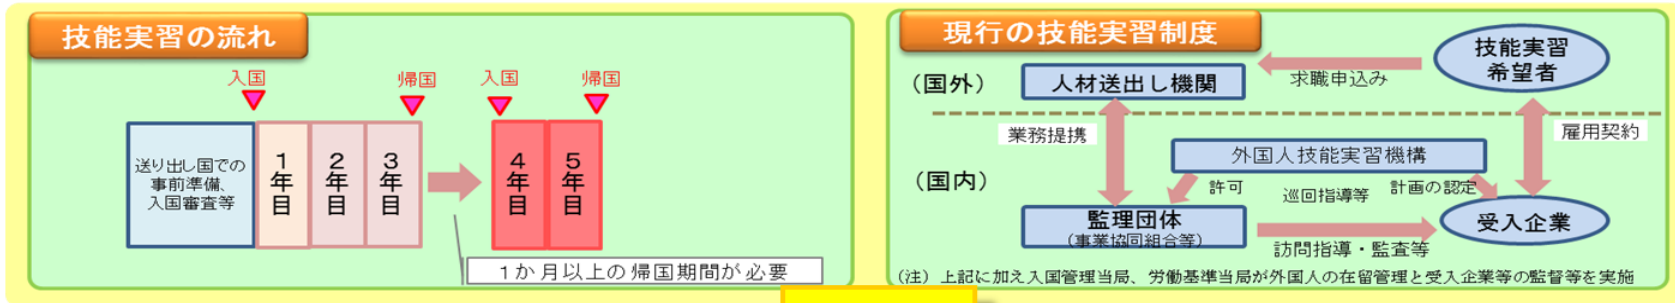 技能実習の流れ
入国
帰国
入国
帰国
送り出し国での
事前準備、
入国審査等
1年目
2年目
3年目
4年目
5年目
1か月以上の帰国期間が必要
現行の技能実習制度
技能実習
希望者
(国外)
人材送出し機関
求職申込み
業務提携
雇用契約
外国人技能実習機構
(国内)
許可
巡回指導等
計画の認定
監理団体
(事業協同組合等)
受入企業
訪問指導・監査等
(注)上記に加え入国管理当局、労働基準当局が外国人の在留管理と受入企業等の監督等を実施